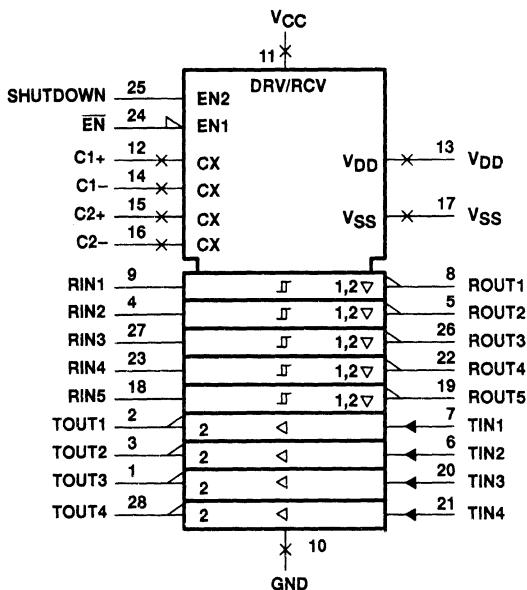 VCC
11
DRV/RCV
SHUTDOWN 25 EN2
EN 24 EN1
C1+ 12 CX VDD 13 VDD
C1− 14 CX
C2+ 15 CX VSS 17 VSS
C2− 16 CX
RIN1 9 1,2 8 ROUT1
RIN2 4 1,2 5 ROUT2
RIN3 27 1,2 26 ROUT3
RIN4 23 1,2 22 ROUT4
RIN5 18 1,2 19 ROUT5
TOUT1 2 2 7 TIN1
TOUT2 3 2 6 TIN2
TOUT3 1 2 20 TIN3
TOUT4 28 2 21 TIN4
10
GND